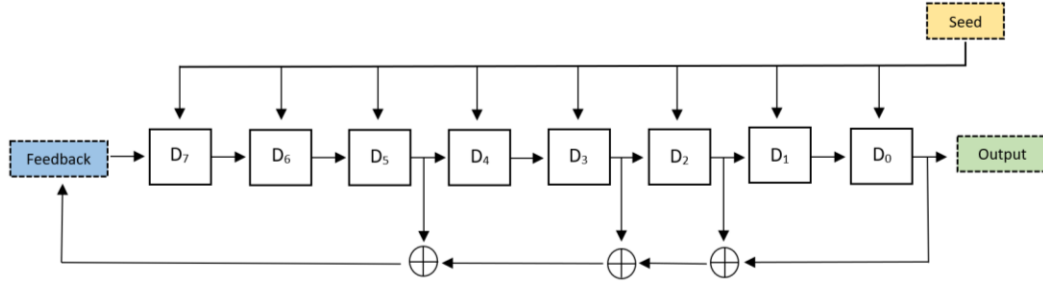 Seed
Feedback
D₇
D₆
D₅
D₄
D₃
D₂
D₁
D₀
Output